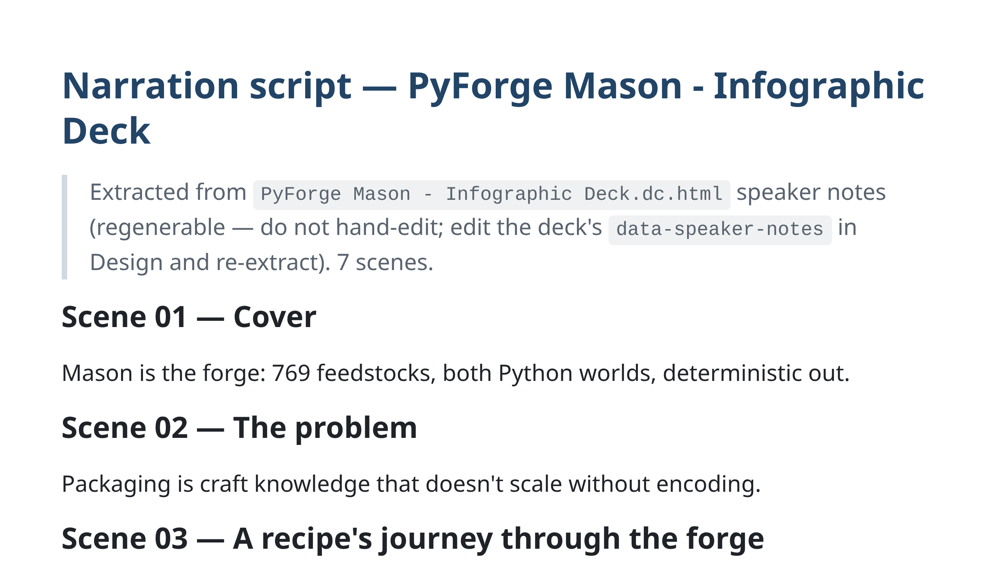 Narration script — PyForge Mason - Infographic
Deck
Extracted from PyForge Mason - Infographic Deck.dc.html speaker notes
(regenerable — do not hand-edit; edit the deck's data-speaker-notes in
Design and re-extract). 7 scenes.
Scene 01 — Cover
Mason is the forge: 769 feedstocks, both Python worlds, deterministic out.
Scene 02 — The problem
Packaging is craft knowledge that doesn't scale without encoding.
Scene 03 — A recipe's journey through the forge